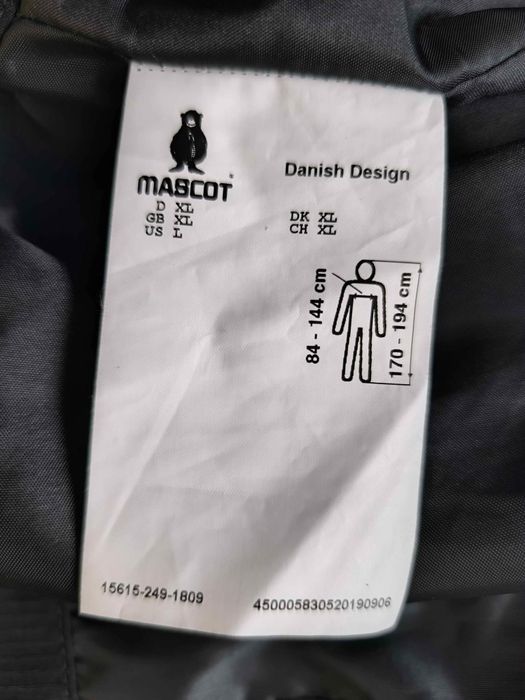 Danish Design
MASCOT®
D XL
GB XL
US L
DK XL
CH XL
84 - 144 cm
170 - 194 cm
15615-249-1809
450005830520190906